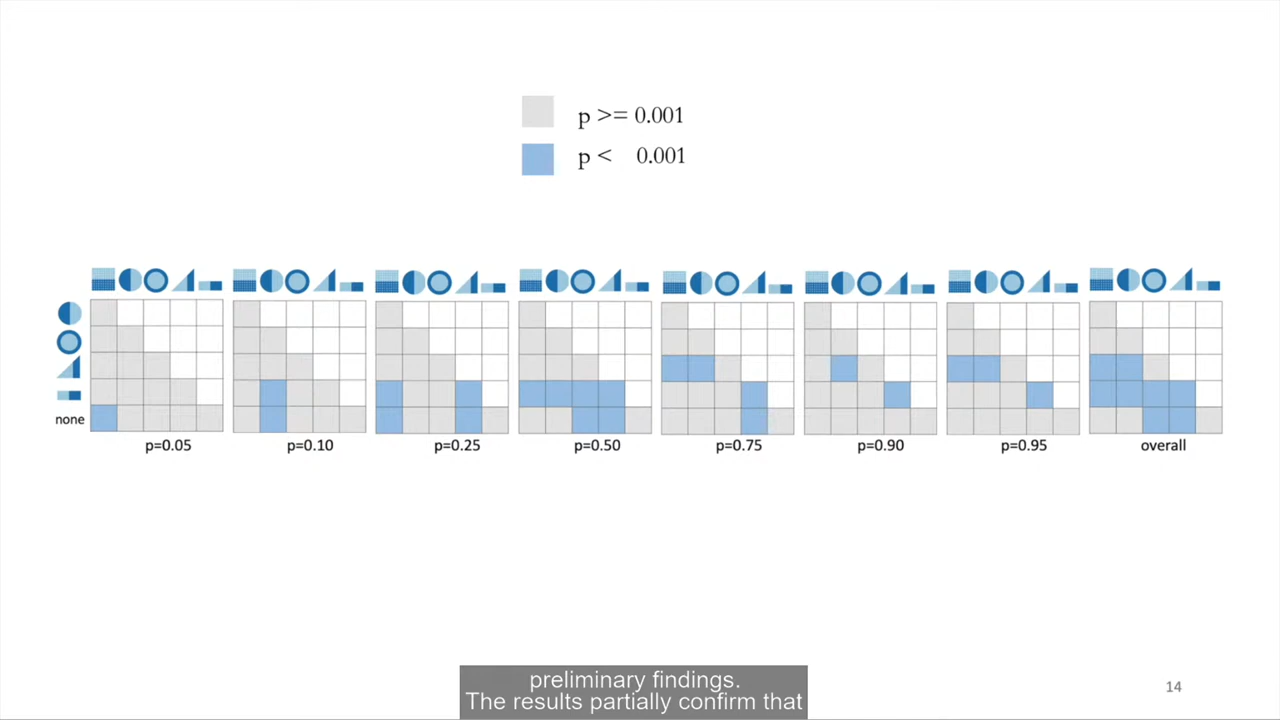 p >= 0.001
p < 0.001
none
p=0.05
p=0.10
p=0.25
p=0.50
p=0.75
p=0.90
p=0.95
overall
preliminary findings.
The results partially confirm that
14